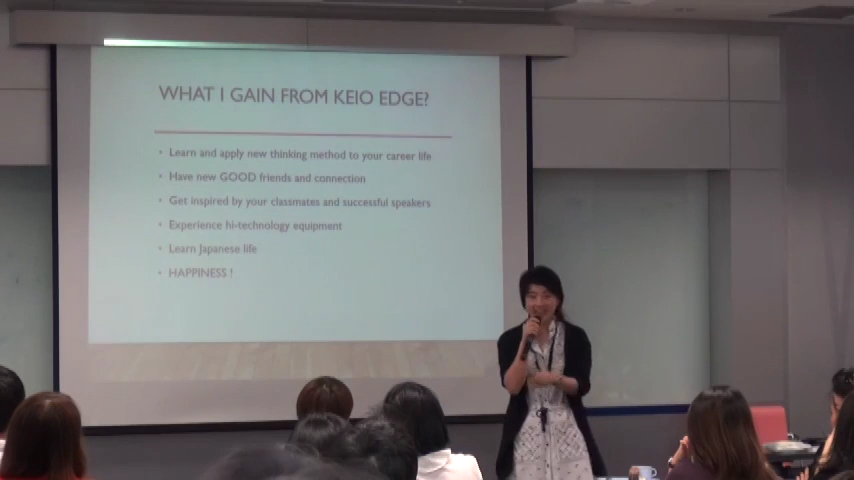 WHAT I GAIN FROM KEIO EDGE?
• Learn and apply new thinking method to your career life
• Have new GOOD friends and connection
• Get inspired by your classmates and successful speakers
• Experience hi-technology equipment
• Learn Japanese life
• HAPPINESS !